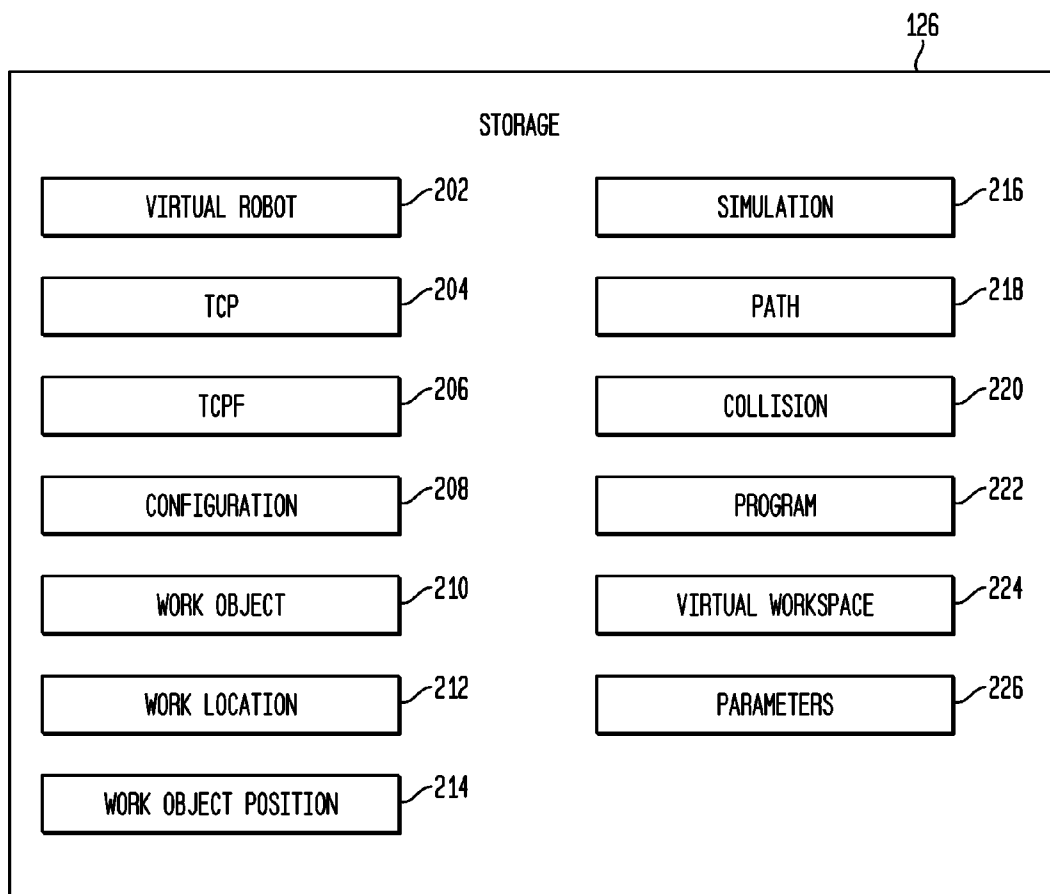 126
STORAGE
VIRTUAL ROBOT 202
TCP 204
TCPF 206
CONFIGURATION 208
WORK OBJECT 210
WORK LOCATION 212
WORK OBJECT POSITION 214
SIMULATION 216
PATH 218
COLLISION 220
PROGRAM 222
VIRTUAL WORKSPACE 224
PARAMETERS 226